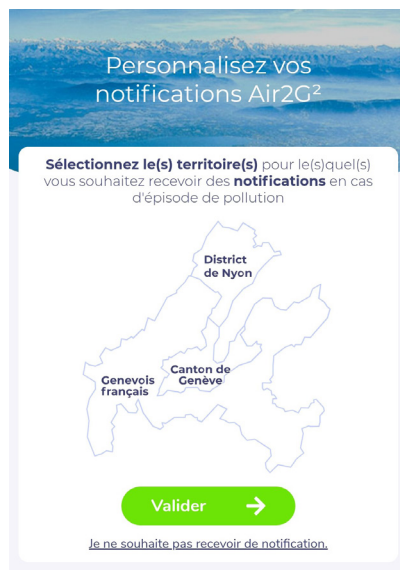 Personnalisez vos
notifications Air2G²
Sélectionnez le(s) territoire(s) pour le(s)quel(s)
vous souhaitez recevoir des notifications en cas
d'épisode de pollution
District
de Nyon
Canton de
Genève
Genevois
français
Valider
Je ne souhaite pas recevoir de notification.